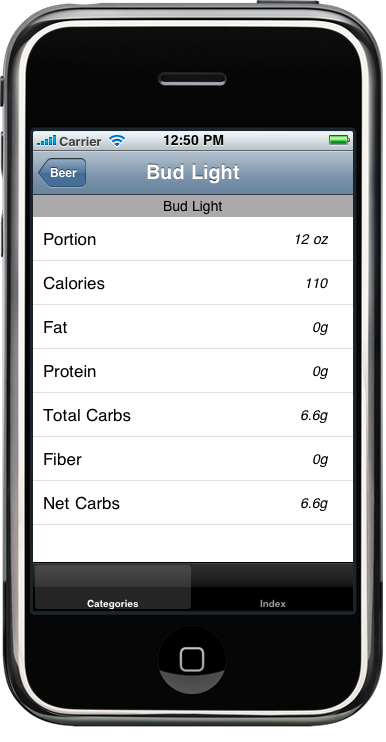 Carrier 12:50 PM
Beer Bud Light
Bud Light
Portion 12 oz
Calories 110
Fat 0g
Protein 0g
Total Carbs 6.6g
Fiber 0g
Net Carbs 6.6g
Categories Index